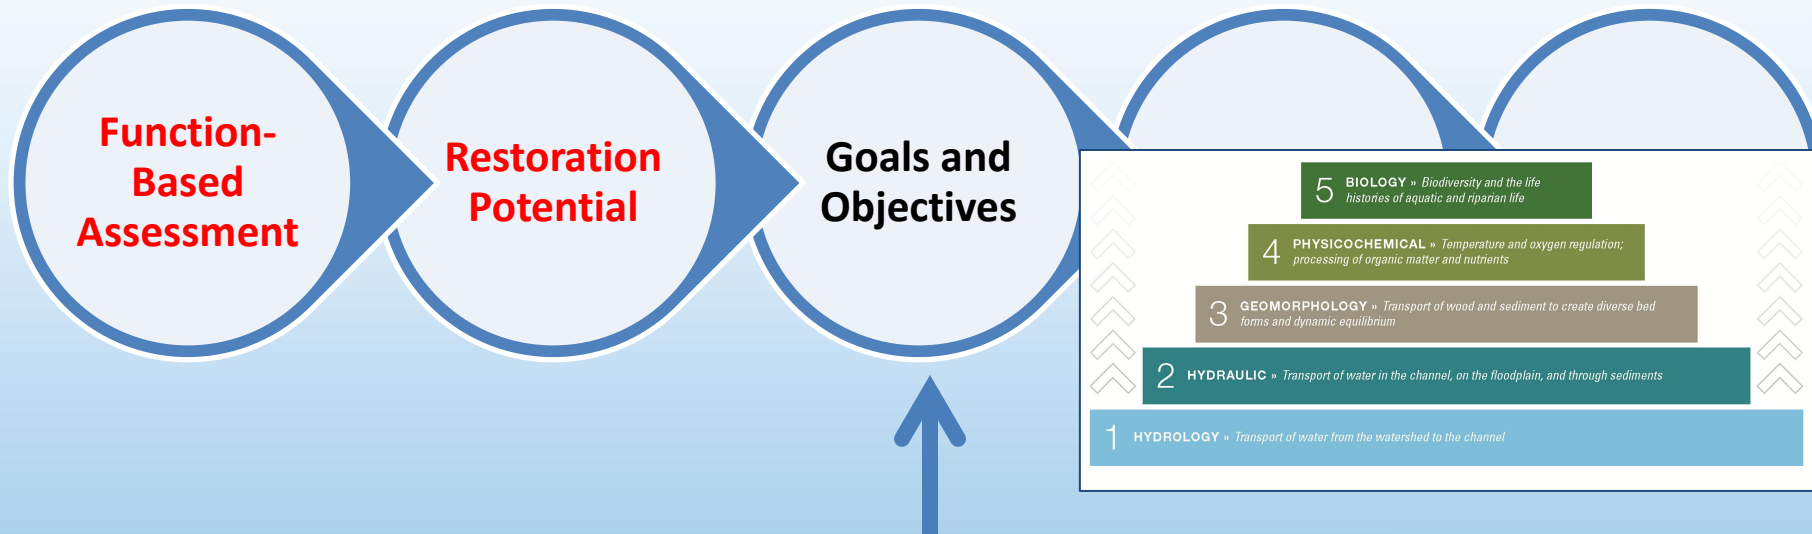 Function-
Based
Assessment
Restoration
Potential
Goals and
Objectives
5 BIOLOGY » Biodiversity and the life
histories of aquatic and riparian life
4 PHYSICOCHEMICAL » Temperature and oxygen regulation;
processing of organic matter and nutrients
3 GEOMORPHOLOGY » Transport of wood and sediment to create diverse bed
forms and dynamic equilibrium
2 HYDRAULIC » Transport of water in the channel, on the floodplain, and through sediments
1 HYDROLOGY » Transport of water from the watershed to the channel